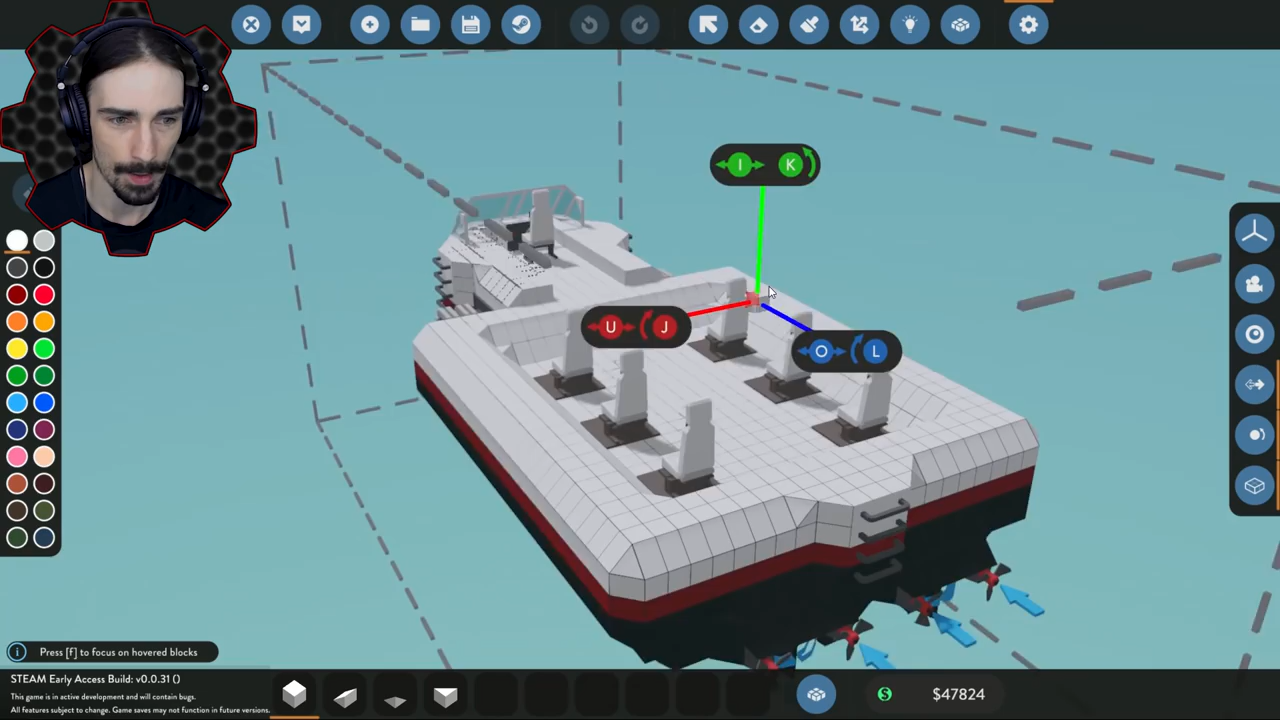 I K
U J
O L
i Press [f] to focus on hovered blocks
STEAM Early Access Build: v0.0.31 ()
This game is in active development and will contain bugs.
All features subject to change. Game saves may not function in future versions.
$ $47824